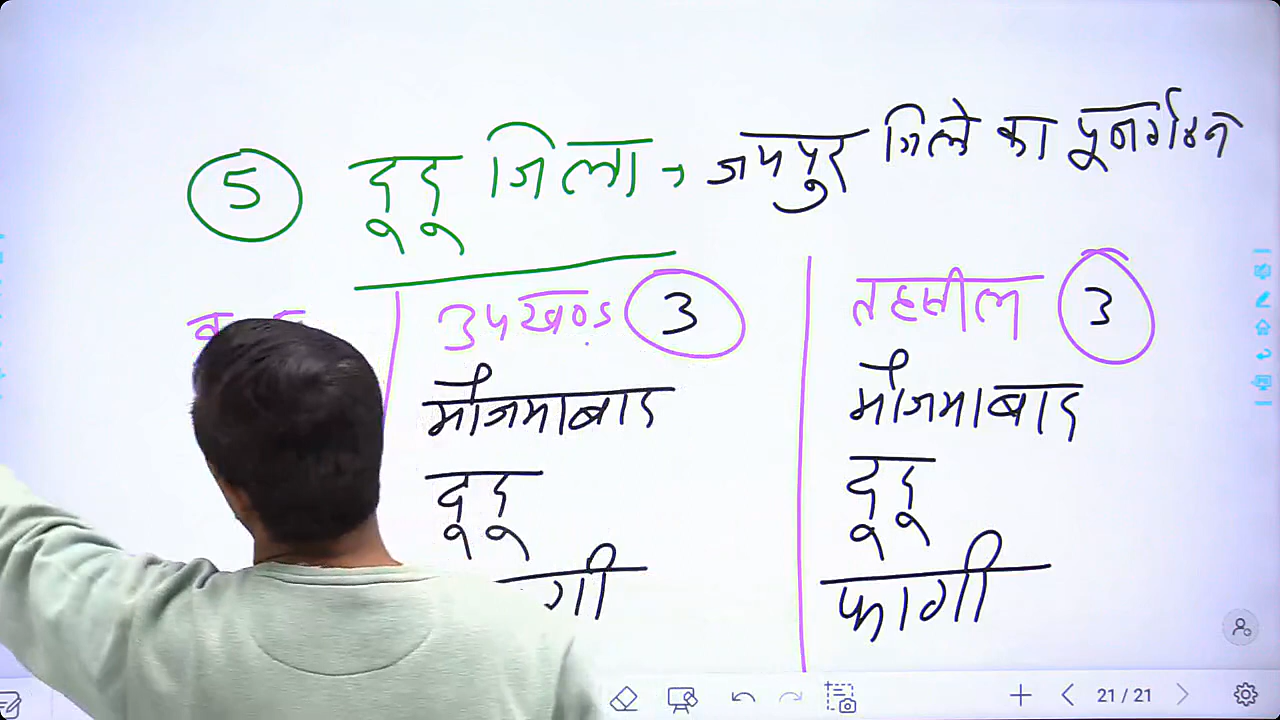 5 दूदू जिला → जयपुर जिले का पूनर्गठन
उपखण्ड 3
मौजमाबाद
दूदू
गी
तहसील 3
मौजमाबाद
दूदू
फागी
21 / 21